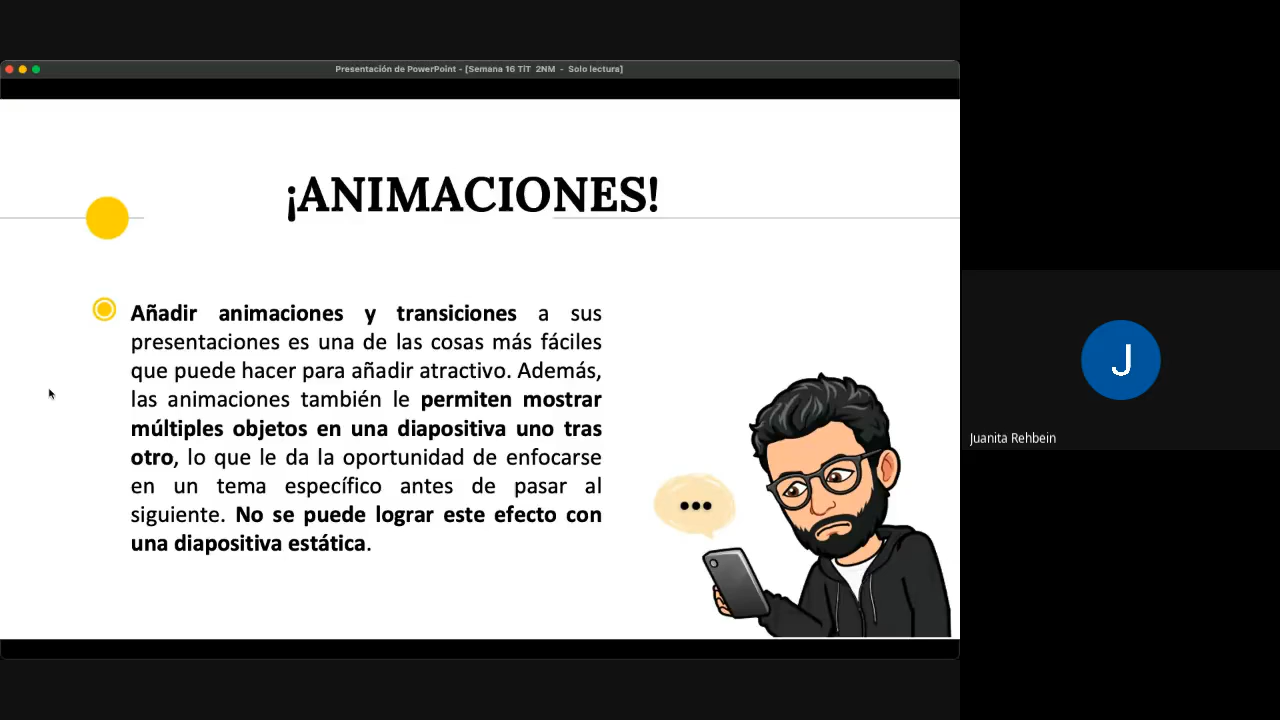 Presentación de PowerPoint - [Semana 16 TiT 2NM - Solo lectura]
¡ANIMACIONES!
Añadir animaciones y transiciones a sus
presentaciones es una de las cosas más fáciles
que puede hacer para añadir atractivo. Además,
las animaciones también le permiten mostrar
múltiples objetos en una diapositiva uno tras
otro, lo que le da la oportunidad de enfocarse
en un tema específico antes de pasar al
siguiente. No se puede lograr este efecto con
una diapositiva estática.
J
Juanita Rehbein